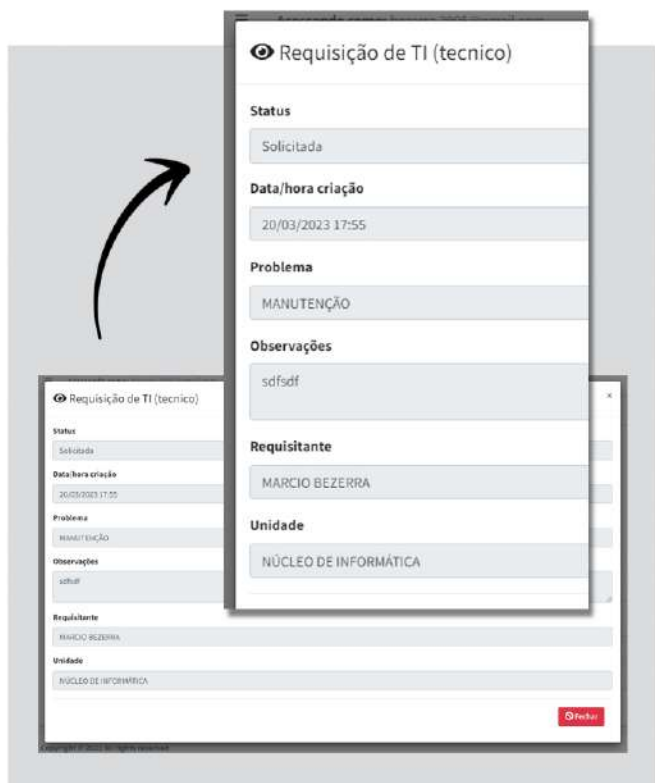 Requisição de TI (tecnico)
Status
Solicitada
Data/hora criação
20/03/2023 17:55
Problema
MANUTENÇÃO
Observações
sdfsdf
Requisitante
MARCIO BEZERRA
Unidade
NÚCLEO DE INFORMÁTICA
Requisição de TI (tecnico)
×
Status
Solicitada
Data/hora criação
20/03/2023 17:55
Problema
MANUTENÇÃO
Observações
sdfsdf
Requisitante
MARCIO BEZERRA
Unidade
NÚCLEO DE INFORMÁTICA
Fechar